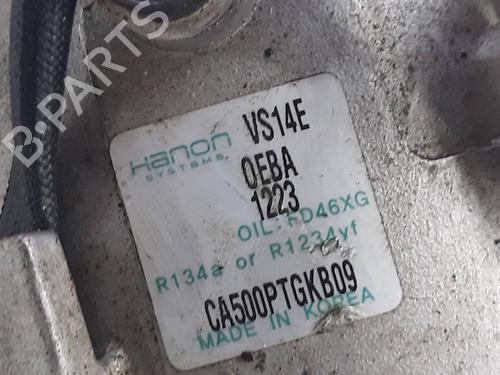 B-PARTS
Hanon
SYSTEMS
VS14E
OEBA
1223
OIL: FD46XG
R134a or R1234yf
CA500PTGKB09
MADE IN KOREA